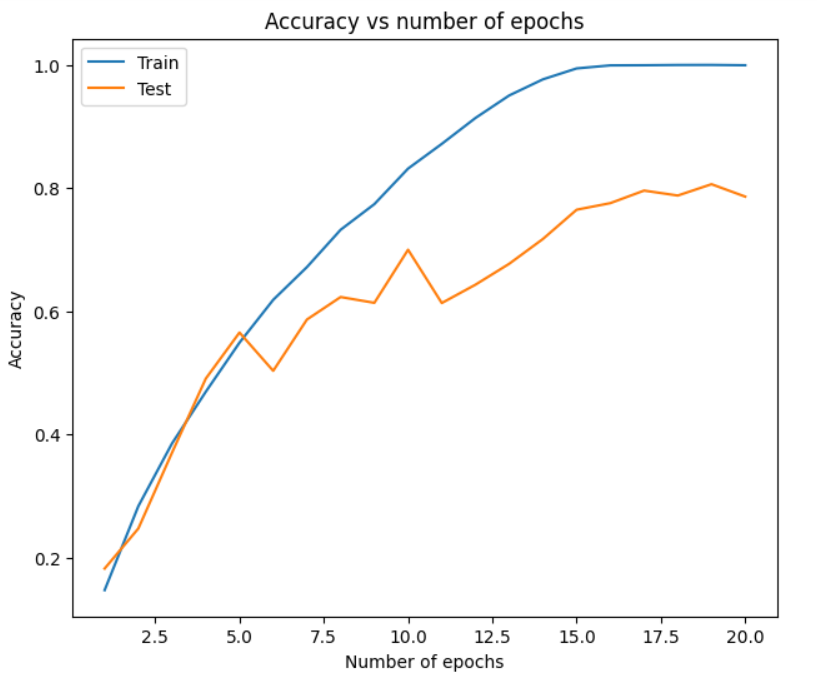 Accuracy vs number of epochs
Train
Test
1.0
0.8
0.6
0.4
0.2
Accuracy
2.5 5.0 7.5 10.0 12.5 15.0 17.5 20.0
Number of epochs